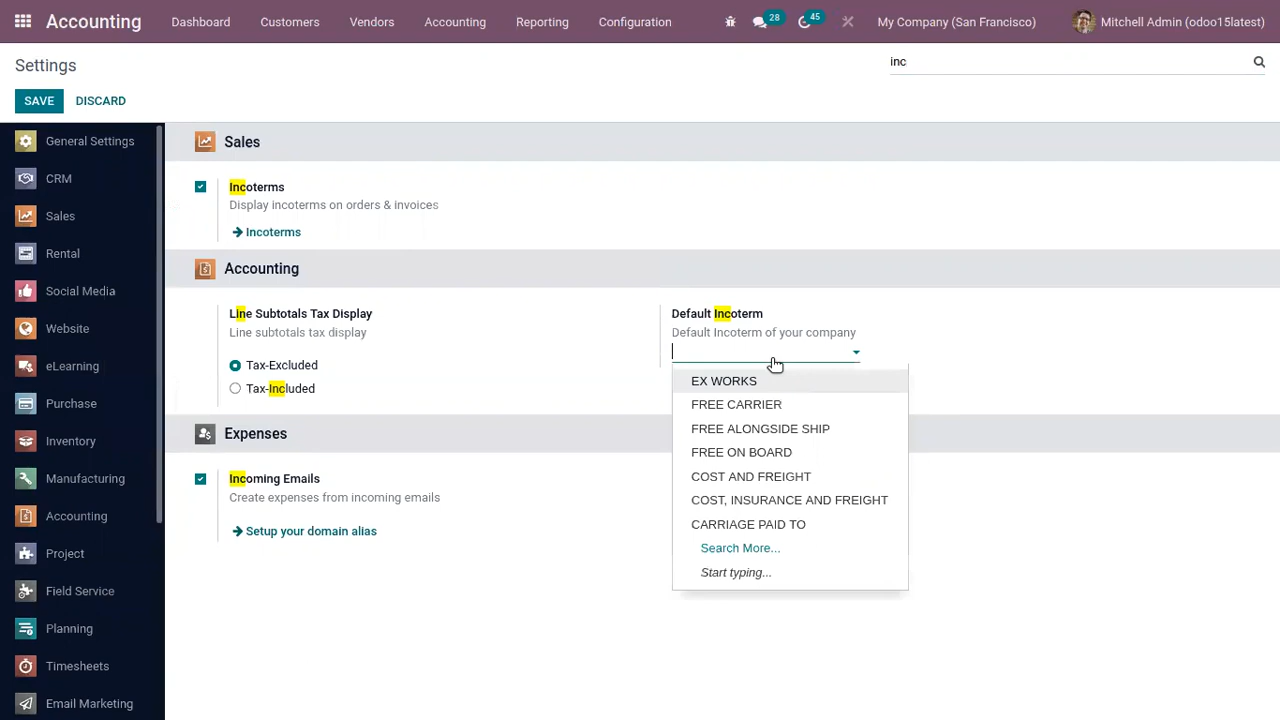 Accounting Dashboard Customers Vendors Accounting Reporting Configuration 28 45 My Company (San Francisco) Mitchell Admin (odoo15latest)
Settings
inc
SAVE DISCARD
General Settings
CRM
Sales
Rental
Social Media
Website
eLearning
Purchase
Inventory
Manufacturing
Accounting
Project
Field Service
Planning
Timesheets
Email Marketing
Sales
Incoterms
Display incoterms on orders & invoices
Incoterms
Accounting
Line Subtotals Tax Display
Line subtotals tax display
Tax-Excluded
Tax-Included
Default Incoterm
Default Incoterm of your company
EX WORKS
FREE CARRIER
FREE ALONGSIDE SHIP
FREE ON BOARD
COST AND FREIGHT
COST, INSURANCE AND FREIGHT
CARRIAGE PAID TO
Search More...
Start typing...
Expenses
Incoming Emails
Create expenses from incoming emails
Setup your domain alias